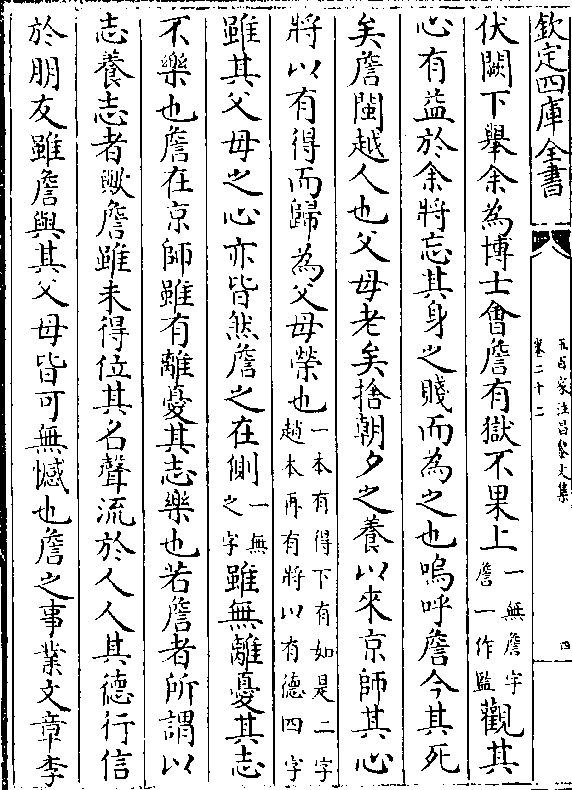 欽定四庫全書
五百家注昌黎文集
卷二十二
四
伏闕下舉余為博士會詹有獄不果上一無詹字詹一作監觀其
心有益於余將忘其身之賤而為之也嗚呼詹今其死
矣詹閩越人也父母老矣捨朝夕之養以來京師其心
將以有得而歸為父母榮也一本有得下有如是二字趙本再有將以有德四字
雖其父母之心亦皆然詹之在側一無之字雖無離憂其志
不樂也詹在京師雖有離憂其志樂也若詹者所謂以
志養志者歟詹雖未得位其名聲流於人人其德行信
於朋友雖詹與其父母皆可無憾也詹之事業文章李